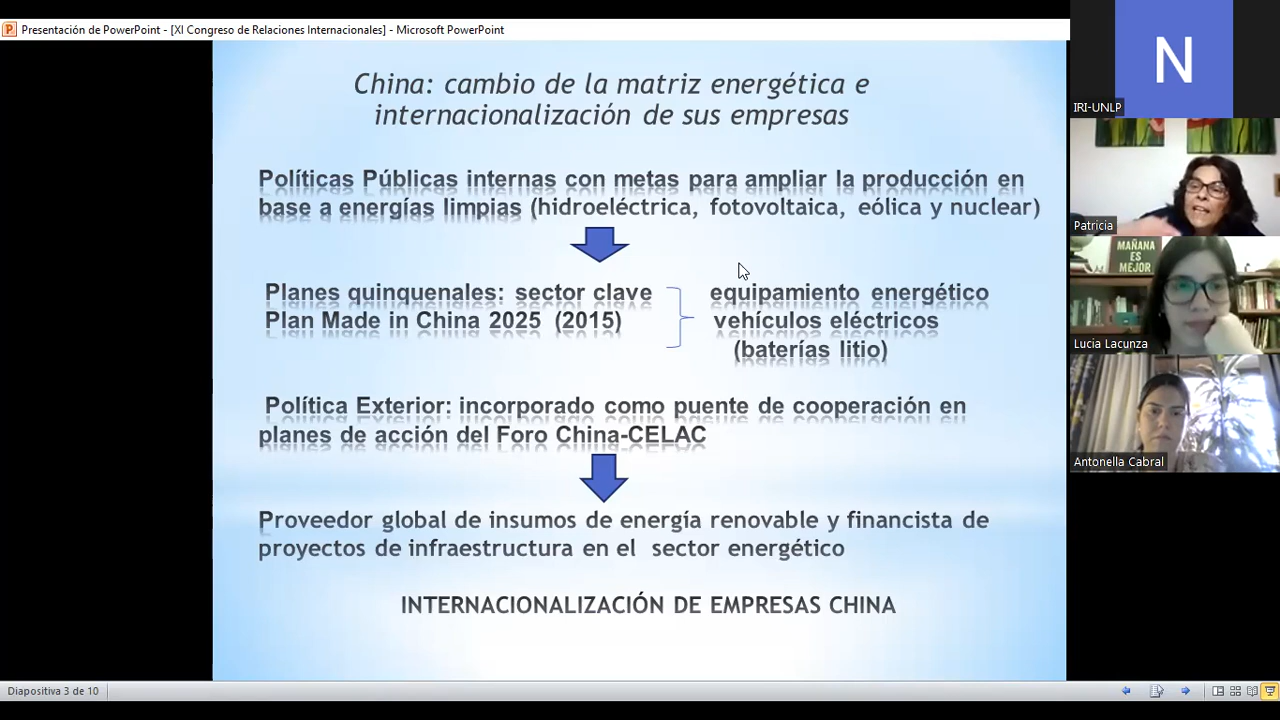 Presentación de PowerPoint - [XI Congreso de Relaciones Internacionales] - Microsoft PowerPoint
China: cambio de la matriz energética e
internacionalización de sus empresas
Políticas Públicas internas con metas para ampliar la producción en
base a energías limpias (hidroeléctrica, fotovoltaica, eólica y nuclear)
Planes quinquenales: sector clave
Plan Made in China 2025 (2015)
equipamiento energético
vehículos eléctricos
(baterías litio)
Política Exterior: incorporado como puente de cooperación en
planes de acción del Foro China-CELAC
Proveedor global de insumos de energía renovable y financista de
proyectos de infraestructura en el sector energético
INTERNACIONALIZACIÓN DE EMPRESAS CHINA
Diapositiva 3 de 10
N
IRI-UNLP
Patricia
MAÑANA
ES
MEJOR
Lucia Lacunza
Antonella Cabral